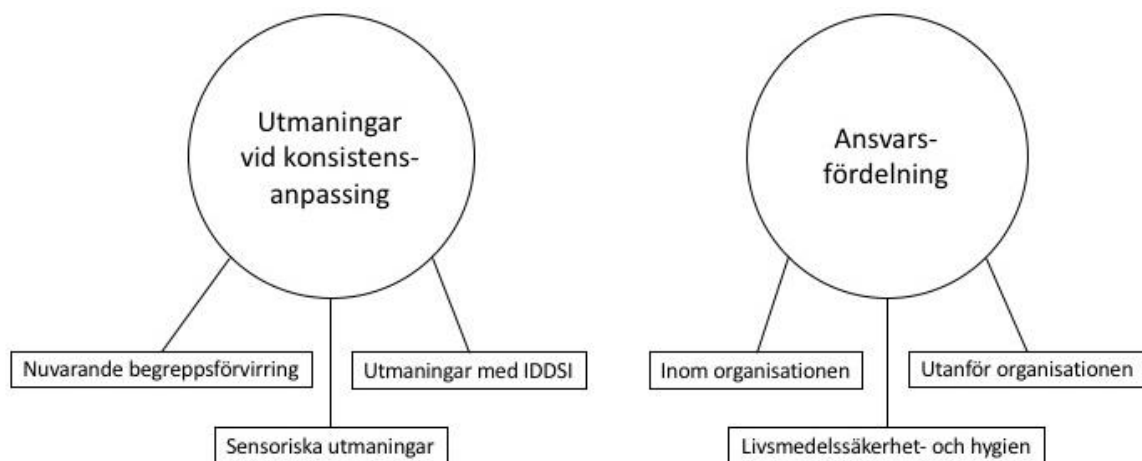 Utmaningar
vid konsistens-
anpassing
Nuvarande begreppsförvirring
Sensoriska utmaningar
Utmaningar med IDDSI
Ansvars-
fördelning
Inom organisationen
Livsmedelssäkerhet- och hygien
Utanför organisationen